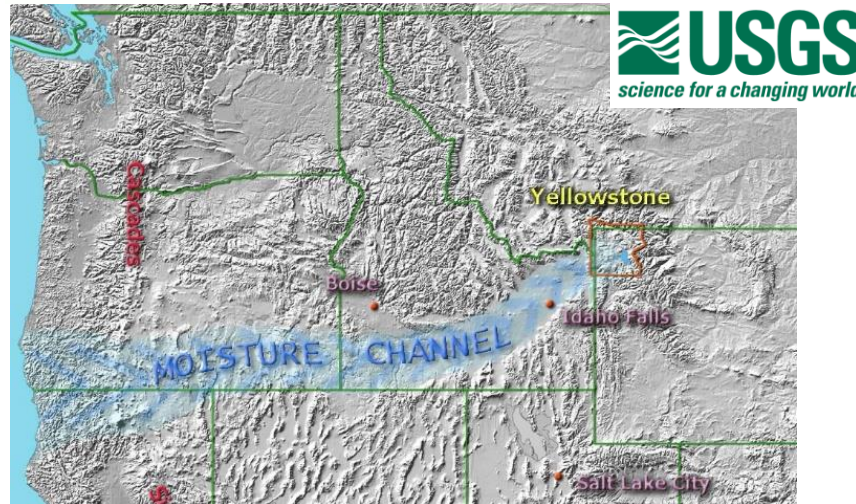 USGS
science for a changing world
Yellowstone
Cascades
Boise
Idaho Falls
MOISTURE CHANNEL
Salt Lake City